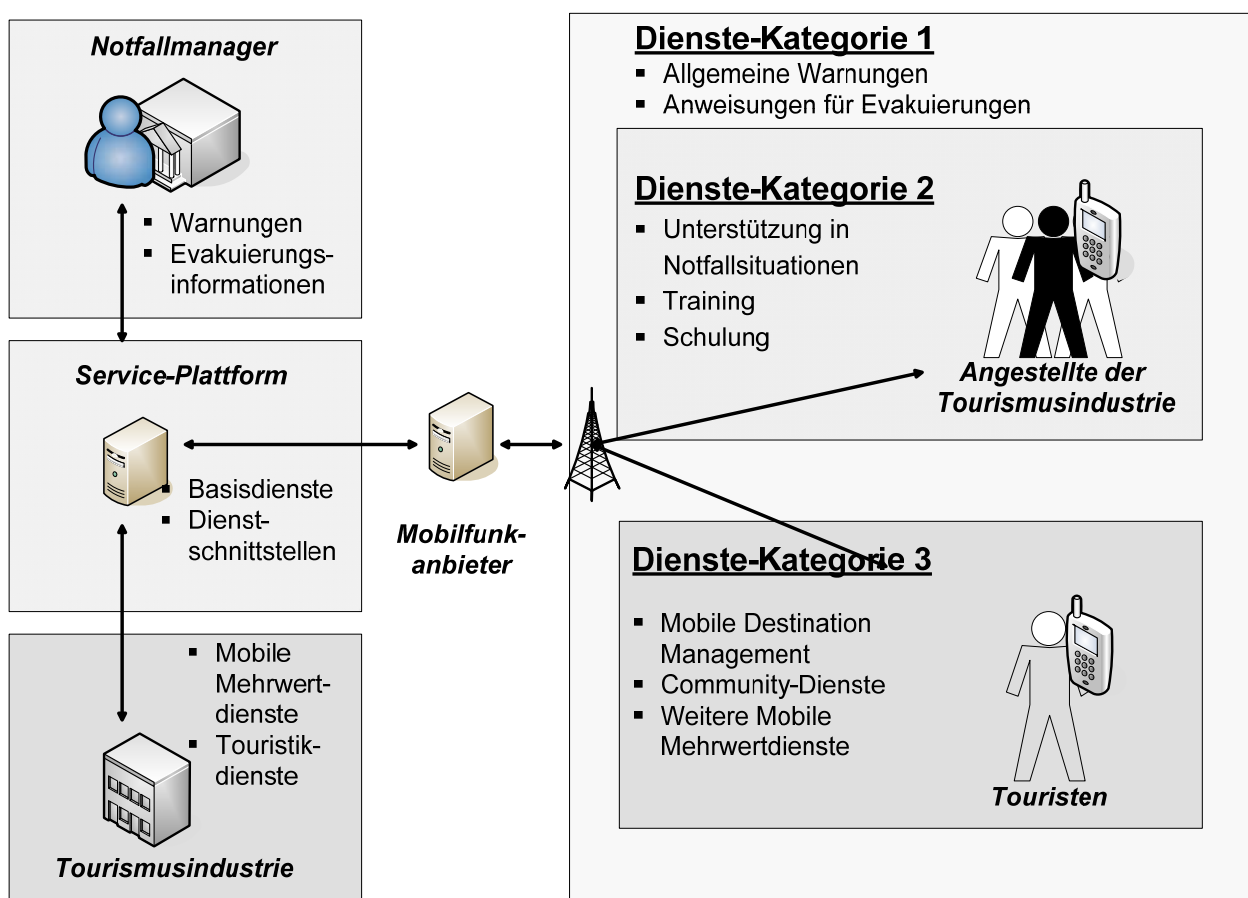 Notfallmanager
▪ Warnungen
▪ Evakuierungs-
informationen
Service-Plattform
▪ Basisdienste
▪ Dienst-
schnittstellen
▪ Mobile
Mehrwert-
dienste
▪ Touristik-
dienste
Tourismusindustrie
Mobilfunk-
anbieter
Dienste-Kategorie 1
▪ Allgemeine Warnungen
▪ Anweisungen für Evakuierungen
Dienste-Kategorie 2
▪ Unterstützung in
Notfallsituationen
▪ Training
▪ Schulung
Angestellte der
Tourismusindustrie
Dienste-Kategorie 3
▪ Mobile Destination
Management
▪ Community-Dienste
▪ Weitere Mobile
Mehrwertdienste
Touristen